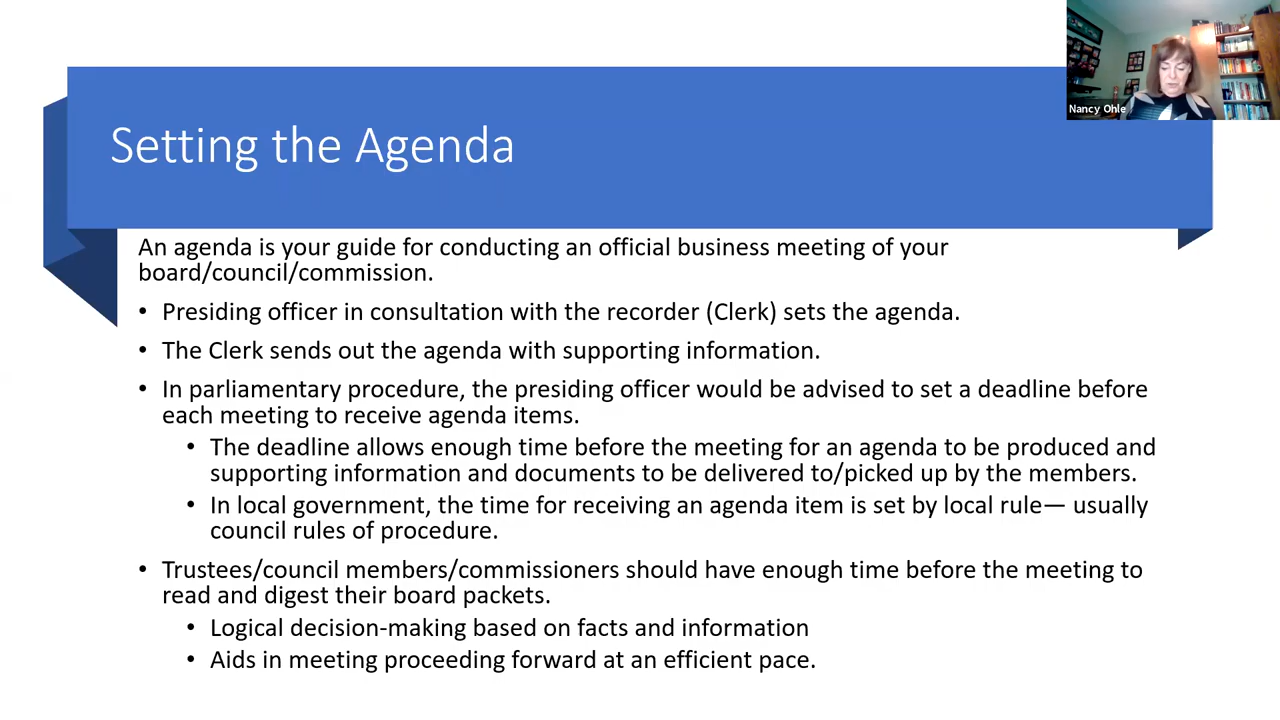 Nancy Ohle
Setting the Agenda
An agenda is your guide for conducting an official business meeting of your
board/council/commission.
• Presiding officer in consultation with the recorder (Clerk) sets the agenda.
• The Clerk sends out the agenda with supporting information.
• In parliamentary procedure, the presiding officer would be advised to set a deadline before
each meeting to receive agenda items.
• The deadline allows enough time before the meeting for an agenda to be produced and
supporting information and documents to be delivered to/picked up by the members.
• In local government, the time for receiving an agenda item is set by local rule— usually
council rules of procedure.
• Trustees/council members/commissioners should have enough time before the meeting to
read and digest their board packets.
• Logical decision-making based on facts and information
• Aids in meeting proceeding forward at an efficient pace.